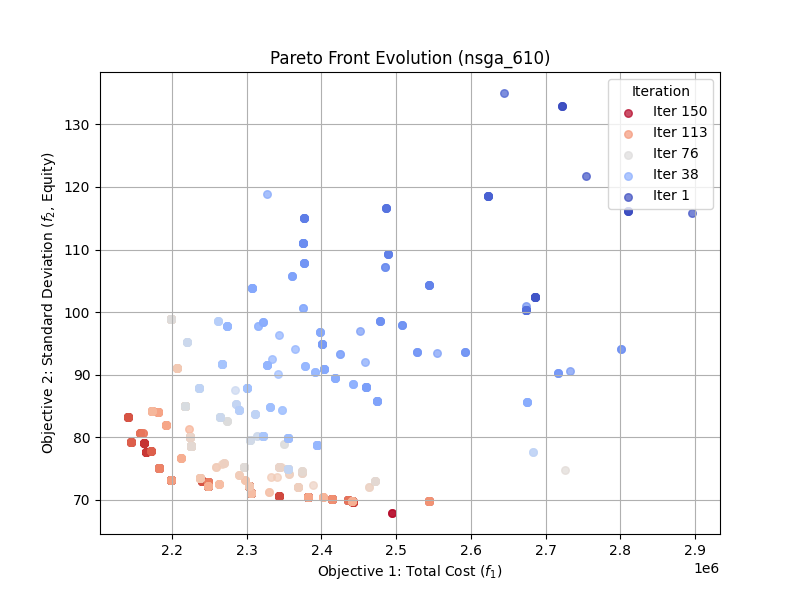 Pareto Front Evolution (nsga_610)
Iteration
Iter 150
Iter 113
Iter 76
Iter 38
Iter 1
Objective 2: Standard Deviation (f₂, Equity)
130
120
110
100
90
80
70
2.2 2.3 2.4 2.5 2.6 2.7 2.8 2.9
1e6
Objective 1: Total Cost (f₁)